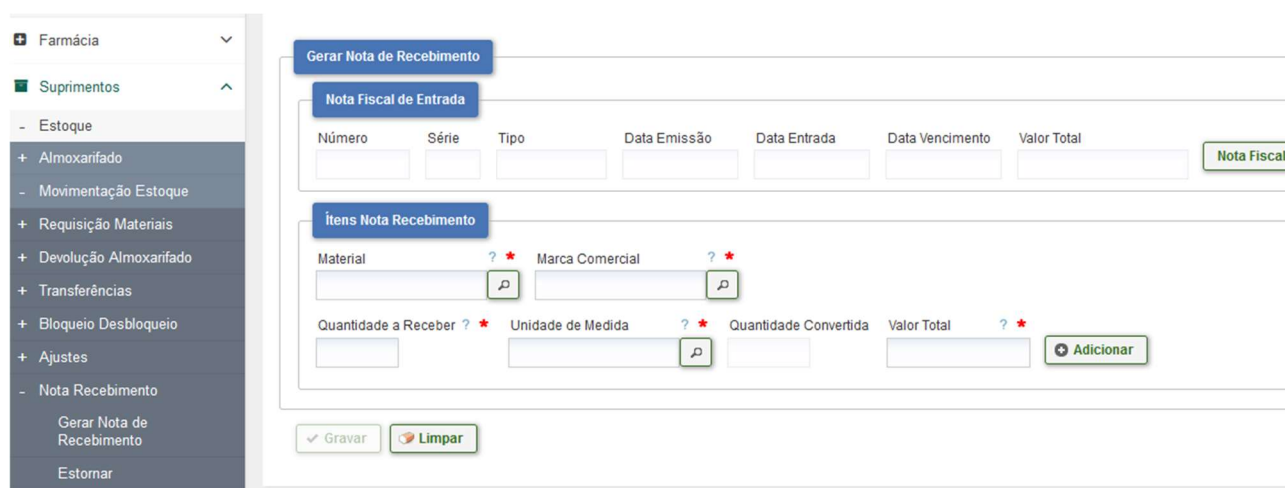 Farmácia
Suprimentos
- Estoque
+ Almoxarifado
- Movimentação Estoque
+ Requisição Materiais
+ Devolução Almoxarifado
+ Transferências
+ Bloqueio Desbloqueio
+ Ajustes
- Nota Recebimento
Gerar Nota de
Recebimento
Estornar
Gerar Nota de Recebimento
Nota Fiscal de Entrada
Número Série Tipo Data Emissão Data Entrada Data Vencimento Valor Total
Nota Fiscal
Ítens Nota Recebimento
Material ? * Marca Comercial ? *
Quantidade a Receber ? * Unidade de Medida ? * Quantidade Convertida Valor Total ? *
Adicionar
Gravar Limpar